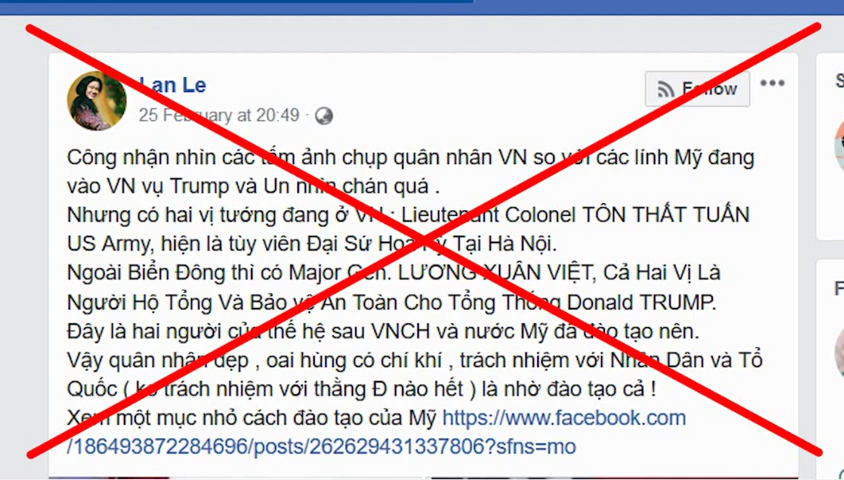 Lan Le
Follow
25 February at 20:49 ·
Công nhận nhìn các tấm ảnh chụp quân nhân VN so với các lính Mỹ đang
vào VN vụ Trump và Un nhìn chán quá .
Nhưng có hai vị tướng đang ở VN : Lieutenant Colonel TÔN THẤT TUẤN
US Army, hiện là tùy viên Đại Sứ Hoa Kỳ Tại Hà Nội.
Ngoài Biển Đông thì có Major Gen. LƯƠNG XUÂN VIỆT, Cả Hai Vị Là
Người Hộ Tống Và Bảo vệ An Toàn Cho Tổng Thống Donald TRUMP.
Đây là hai người của thế hệ sau VNCH và nước Mỹ đã đào tạo nên.
Vậy quân nhân đẹp , oai hùng có chí khí , trách nhiệm với Nhân Dân và Tổ
Quốc ( ko trách nhiệm với thằng Đ nào hết ) là nhờ đào tạo cả !
Xem một mục nhỏ cách đào tạo của Mỹ https://www.facebook.com
/186493872284696/posts/262629431337806?sfns=mo
S
F